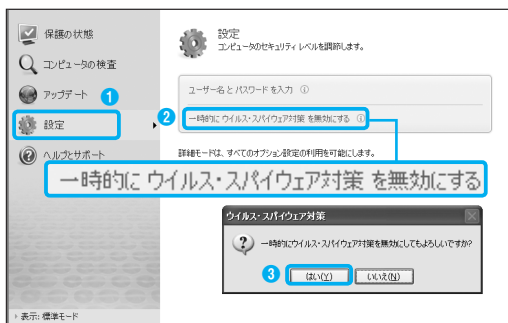 保護の状態
コンピュータの検査
アップデート
1
設定
ヘルプとサポート
表示: 標準モード
設定
コンピュータのセキュリティ レベルを調節します。
ユーザー名 と パスワード を 入力
2
一時的に ウイルス・スパイウェア対策 を 無効にする
詳細モードは、すべてのオプション設定の利用を可能にします。
一時的に ウイルス・スパイウェア対策 を無効にする
ウイルス・スパイウェア対策
一時的にウイルス・スパイウェア対策を無効にしてもよろしいですか?
3
はい(Y)
いいえ(N)